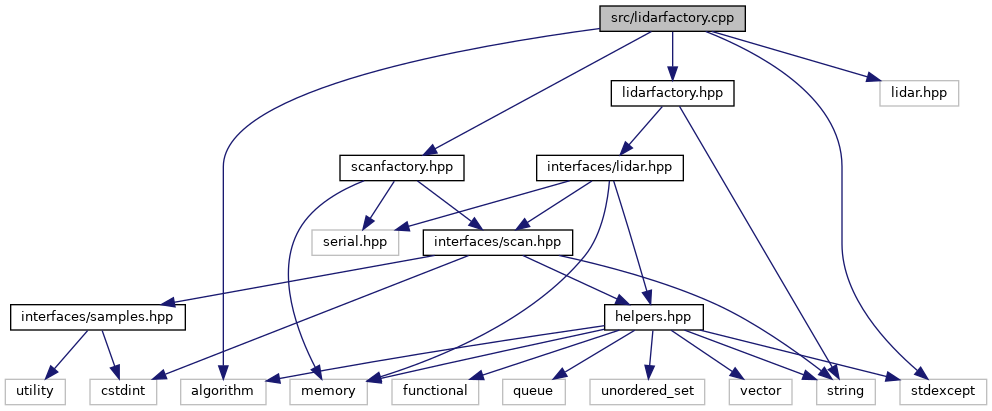 src/lidarfactory.cpp
lidarfactory.hpp
lidar.hpp
scanfactory.hpp
interfaces/lidar.hpp
serial.hpp
interfaces/scan.hpp
interfaces/samples.hpp
helpers.hpp
utility
cstdint
algorithm
memory
functional
queue
unordered_set
vector
string
stdexcept